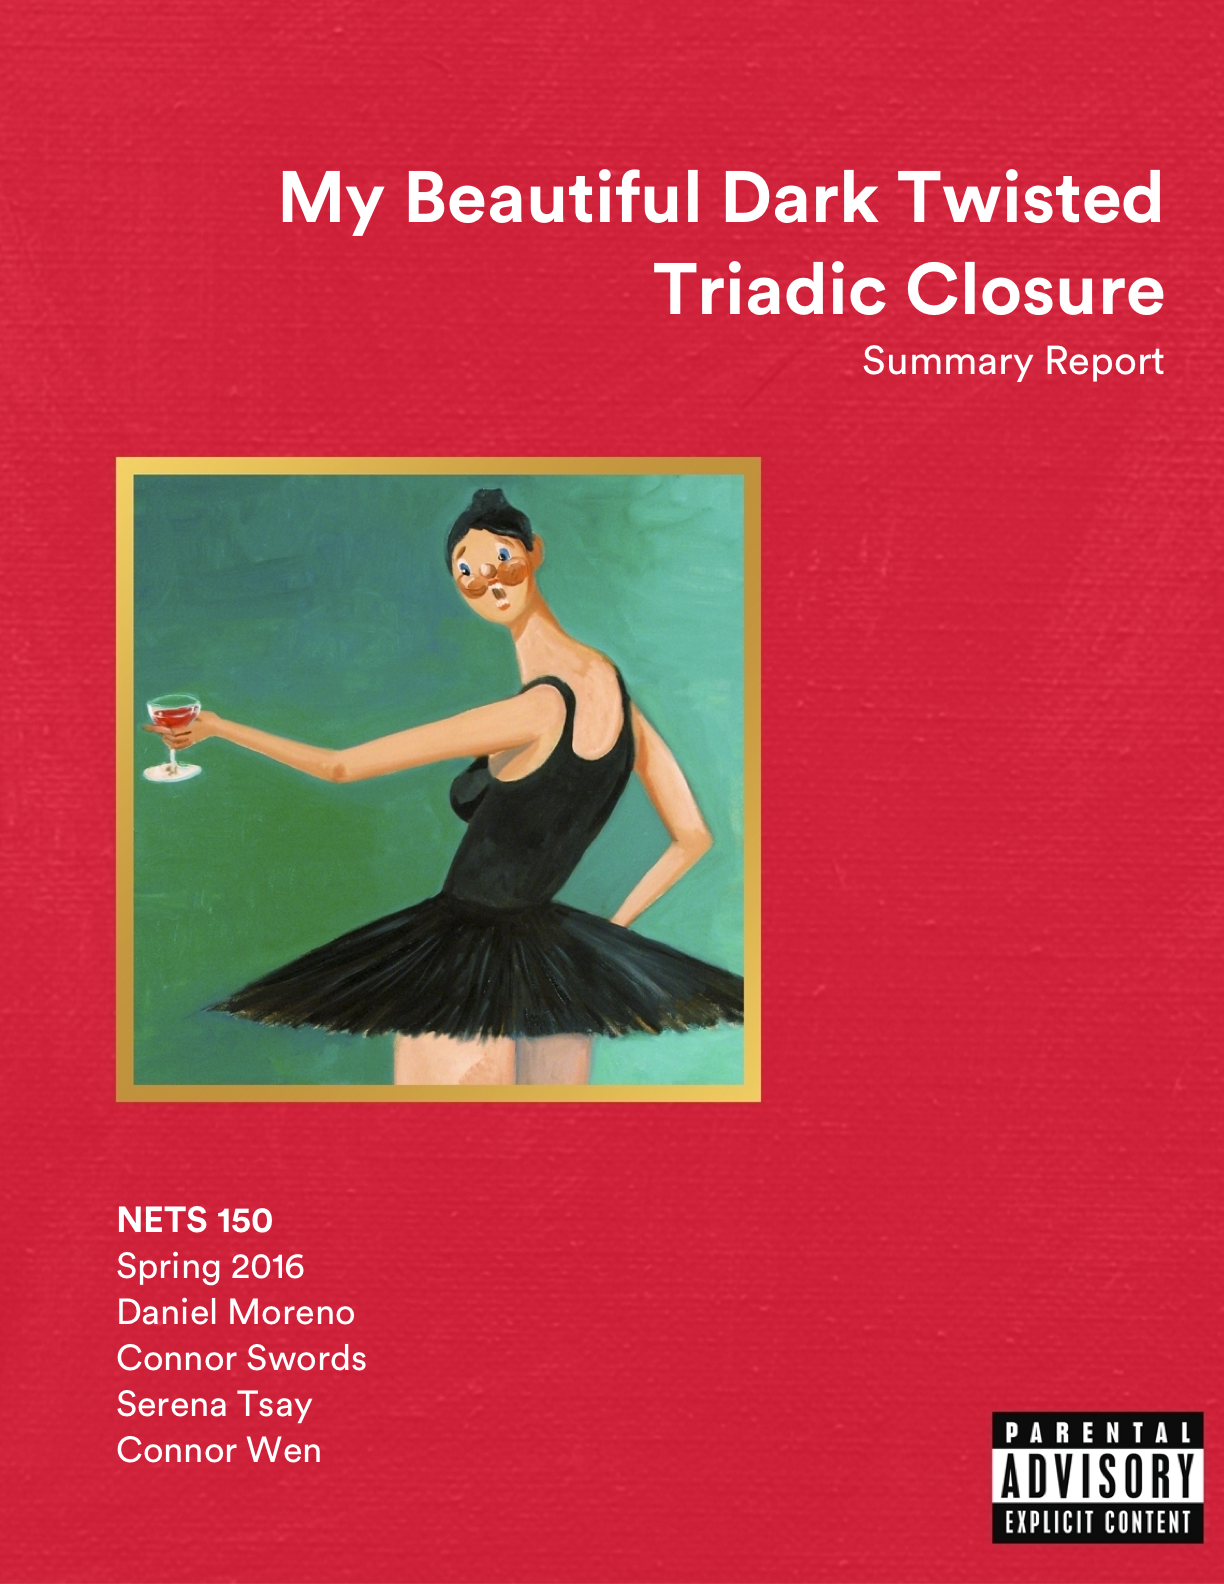 My Beautiful Dark Twisted
Triadic Closure
Summary Report
NETS 150
Spring 2016
Daniel Moreno
Connor Swords
Serena Tsay
Connor Wen
PARENTAL
ADVISORY
EXPLICIT CONTENT